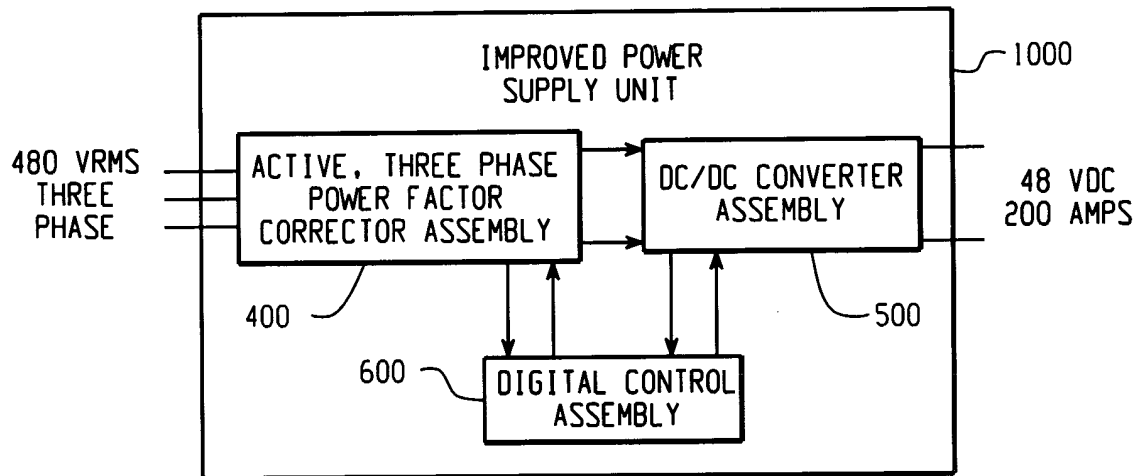 IMPROVED POWER
SUPPLY UNIT
1000
480 VRMS
THREE
PHASE
ACTIVE, THREE PHASE
POWER FACTOR
CORRECTOR ASSEMBLY
DC/DC CONVERTER
ASSEMBLY
48 VDC
200 AMPS
400
500
600
DIGITAL CONTROL
ASSEMBLY